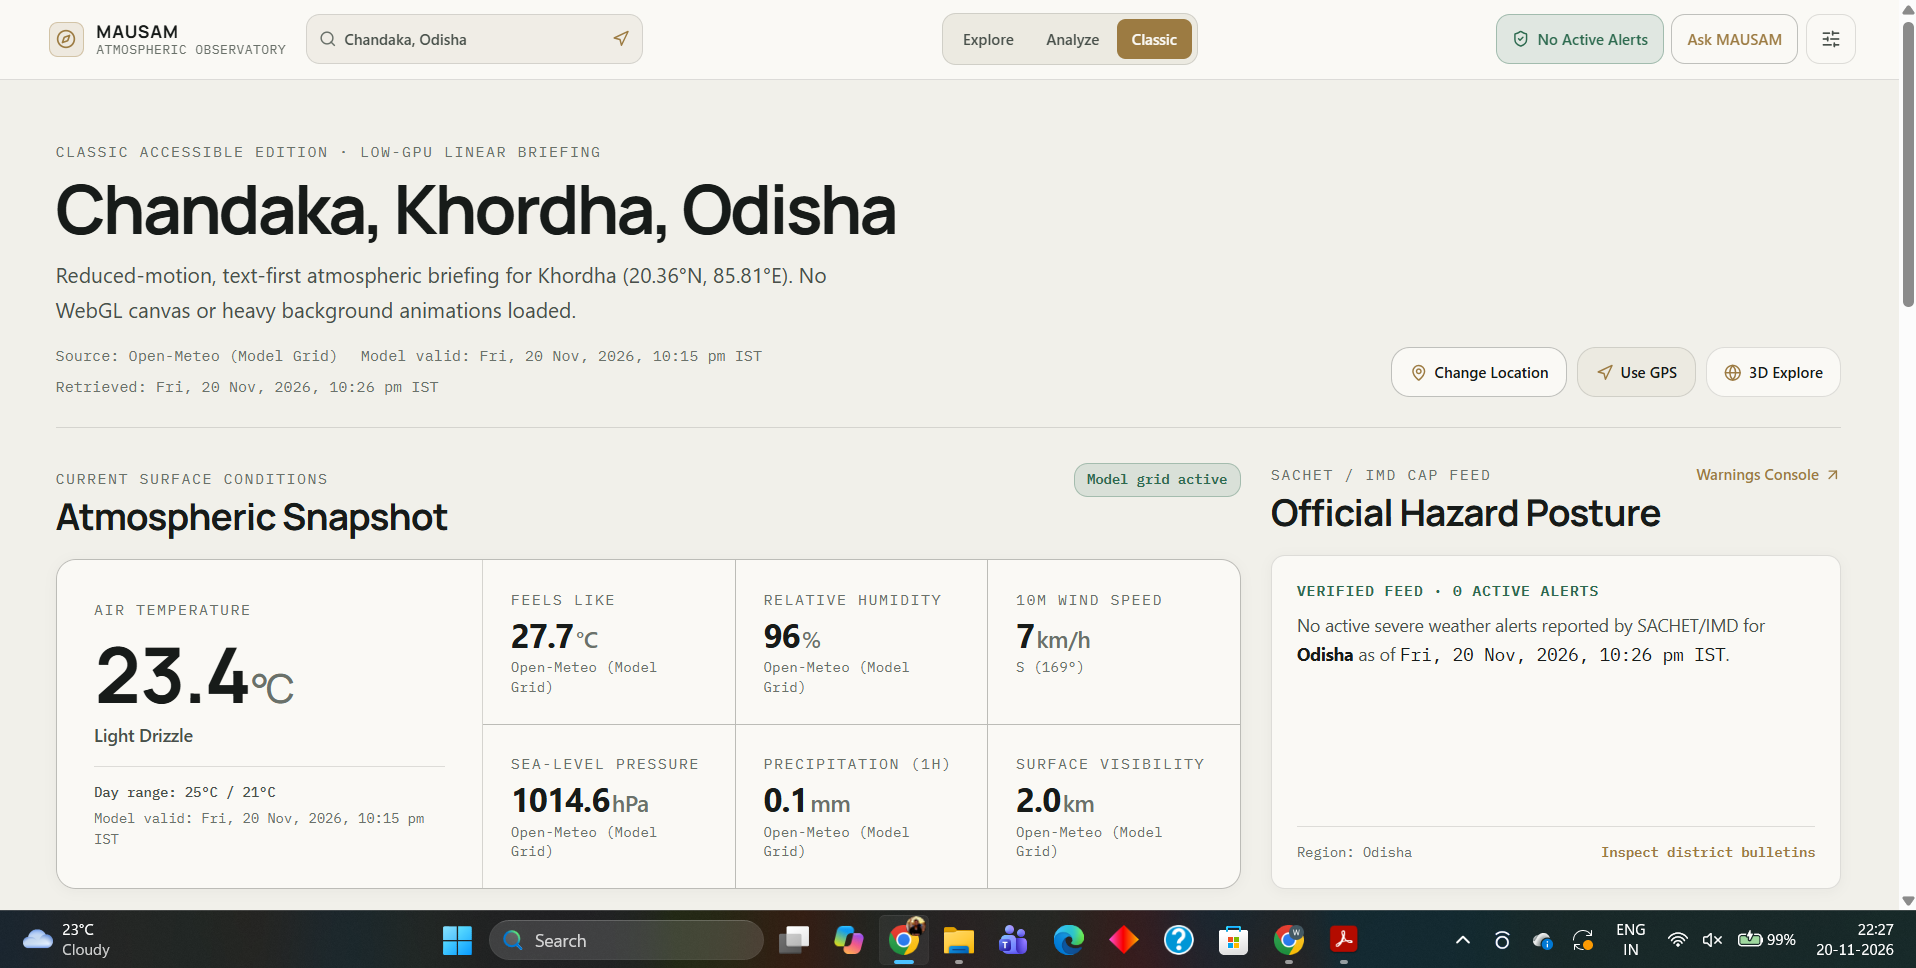 MAUSAM
ATMOSPHERIC OBSERVATORY
Chandaka, Odisha
Explore
Analyze
Classic
No Active Alerts
Ask MAUSAM
CLASSIC ACCESSIBLE EDITION · LOW-GPU LINEAR BRIEFING
Chandaka, Khordha, Odisha
Reduced-motion, text-first atmospheric briefing for Khordha (20.36°N, 85.81°E). No
WebGL canvas or heavy background animations loaded.
Source: Open-Meteo (Model Grid) Model valid: Fri, 20 Nov, 2026, 10:15 pm IST
Retrieved: Fri, 20 Nov, 2026, 10:26 pm IST
Change Location
Use GPS
3D Explore
CURRENT SURFACE CONDITIONS
Atmospheric Snapshot
Model grid active
AIR TEMPERATURE
23.4°C
Light Drizzle
Day range: 25°C / 21°C
Model valid: Fri, 20 Nov, 2026, 10:15 pm
IST
FEELS LIKE
27.7°C
Open-Meteo (Model
Grid)
RELATIVE HUMIDITY
96%
Open-Meteo (Model
Grid)
10M WIND SPEED
7km/h
S (169°)
SEA-LEVEL PRESSURE
1014.6hPa
Open-Meteo (Model
Grid)
PRECIPITATION (1H)
0.1mm
Open-Meteo (Model
Grid)
SURFACE VISIBILITY
2.0km
Open-Meteo (Model
Grid)
SACHET / IMD CAP FEED
Warnings Console
Official Hazard Posture
VERIFIED FEED · 0 ACTIVE ALERTS
No active severe weather alerts reported by SACHET/IMD for
Odisha as of Fri, 20 Nov, 2026, 10:26 pm IST.
Region: Odisha
Inspect district bulletins
23°C
Cloudy
Search
ENG
IN
99%
22:27
20-11-2026